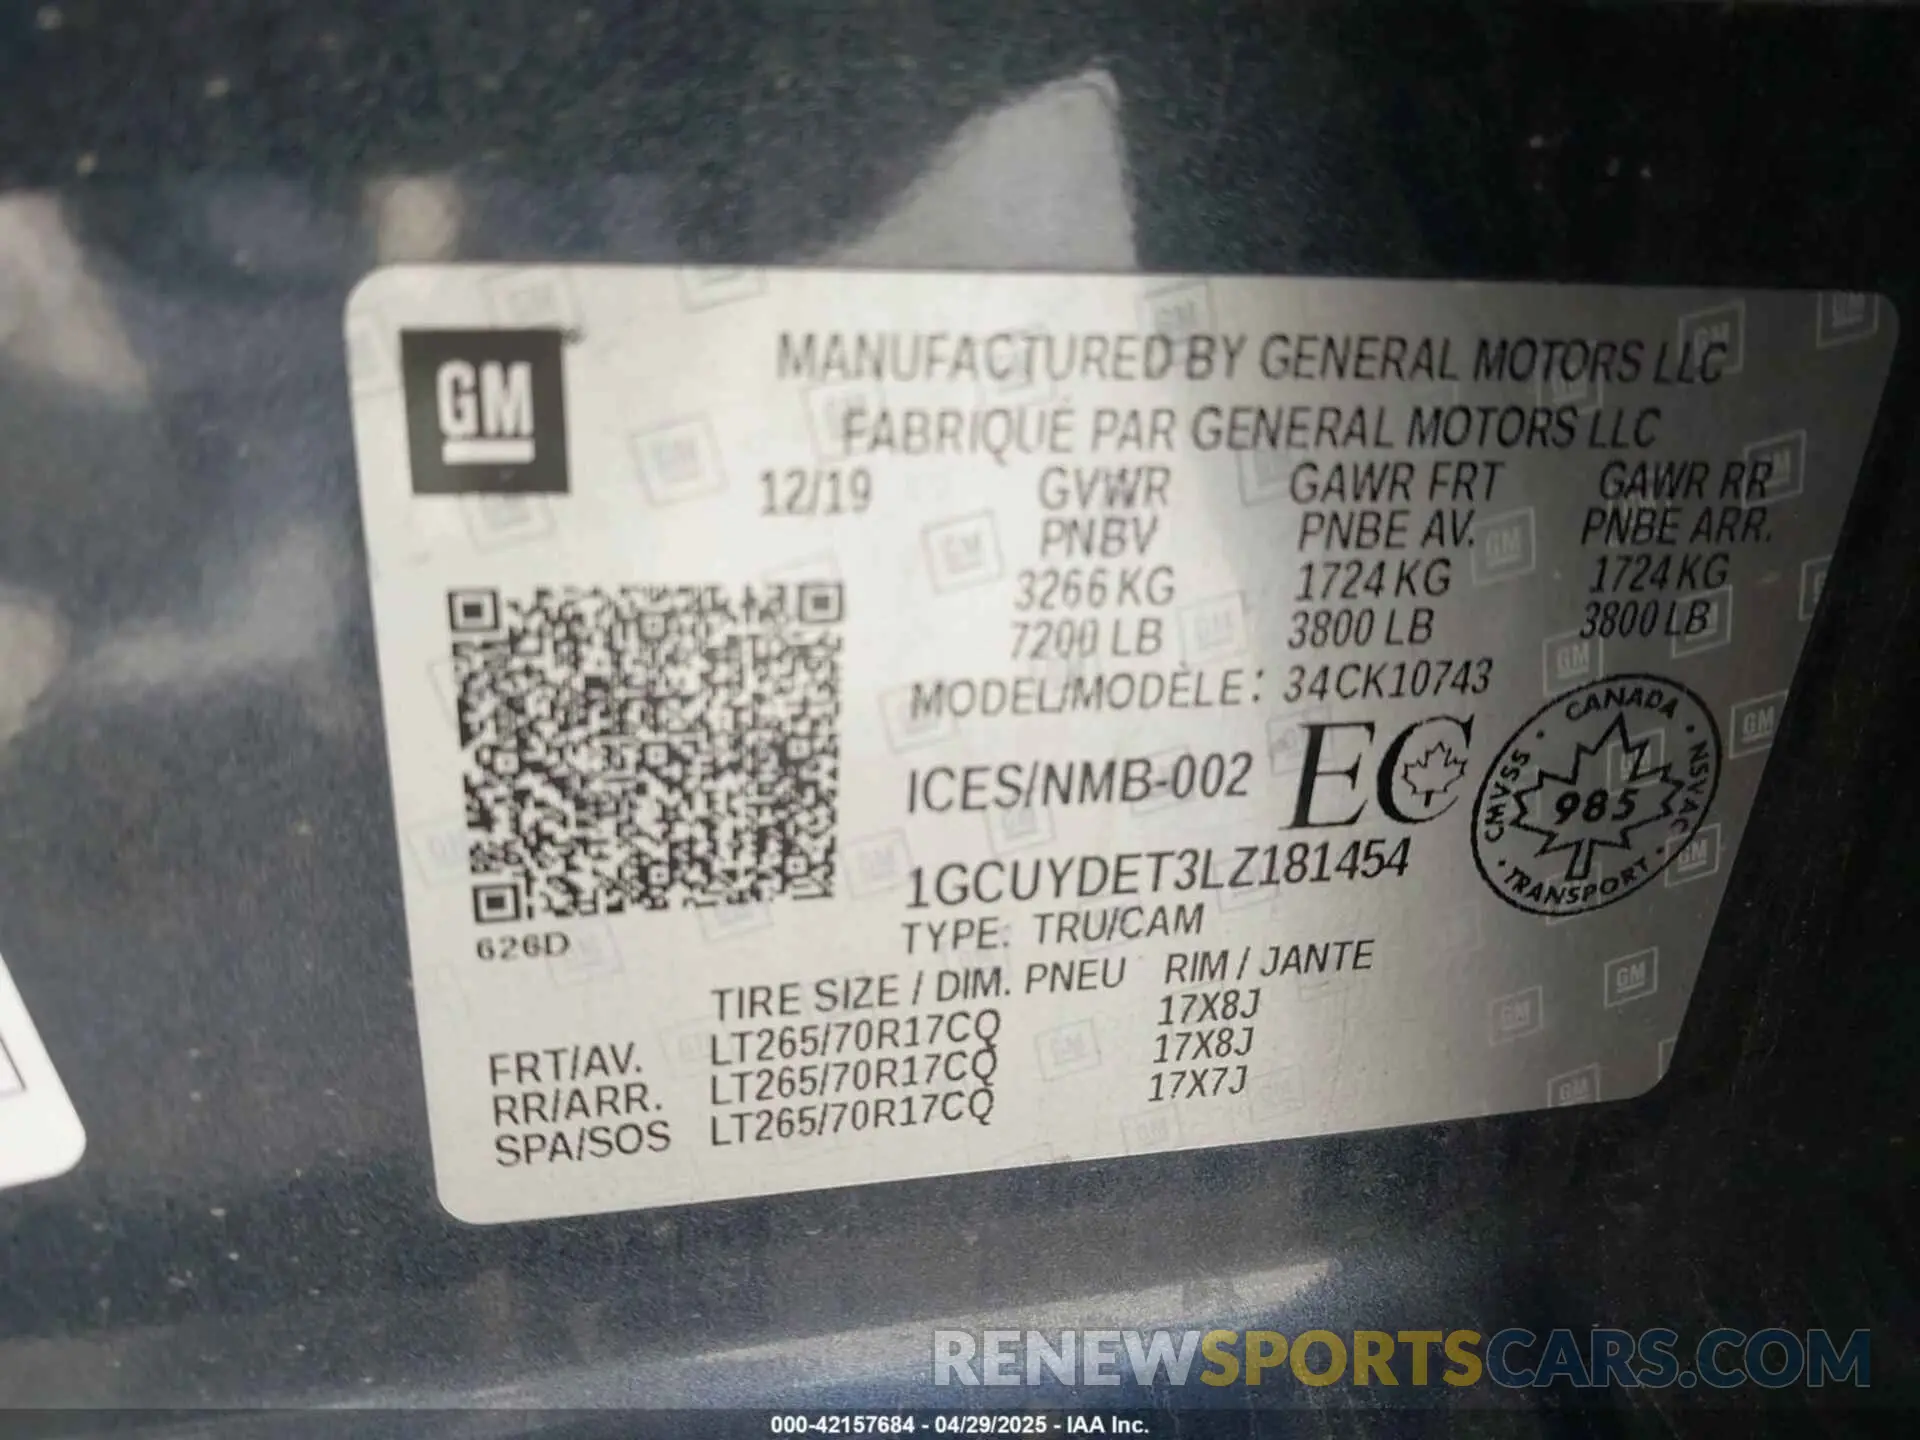 GM
MANUFACTURED BY GENERAL MOTORS LLC
FABRIQUÉ PAR GENERAL MOTORS LLC
12/19 GVWR GAWR FRT GAWR RR
PNBV PNBE AV. PNBE ARR.
3266 KG 1724 KG 1724 KG
7200 LB 3800 LB 3800 LB
MODEL/MODÈLE: 34CK10743
ICES/NMB-002 EC
CANADA · NSVAC · TRANSPORT · CMVSS ·
985
1GCUYDET3LZ181454
626D
TYPE: TRU/CAM
TIRE SIZE / DIM. PNEU RIM / JANTE
FRT/AV. LT265/70R17CQ 17X8J
RR/ARR. LT265/70R17CQ 17X8J
SPA/SOS LT265/70R17CQ 17X7J
RENEWSPORTSCARS.COM
000-42157684 - 04/29/2025 - IAA Inc.